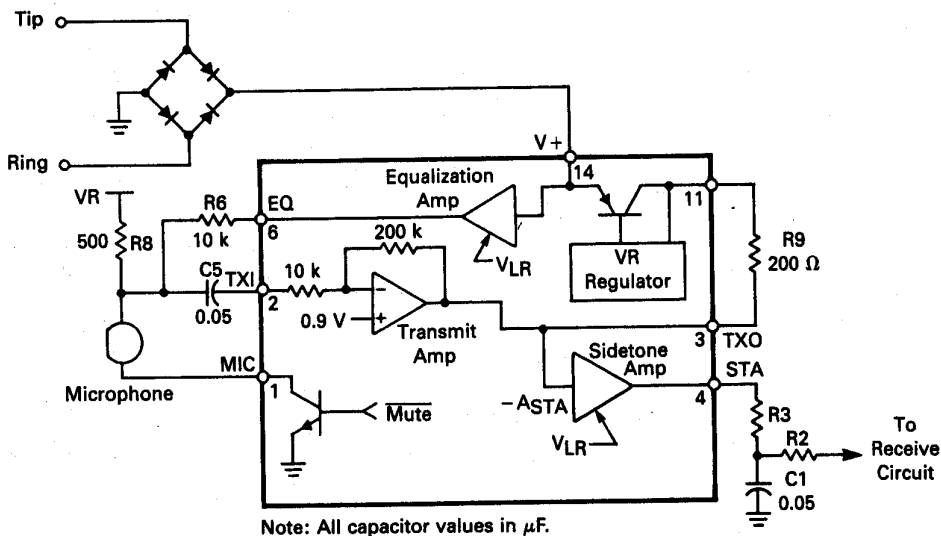 Tip
Ring
V+
14
Equalization
Amp
11
VR
R6
EQ
10 k
6
500
R8
VLR
VR
Regulator
R9
200 Ω
200 k
C5
TXI
10 k
2
0.05
0.9 V
−
+
Transmit
Amp
3
TXO
Sidetone
Amp
STA
4
Microphone
MIC
1
Mute
−ASTA
VLR
R3
R2
To
Receive
Circuit
C1
0.05
Note: All capacitor values in μF.